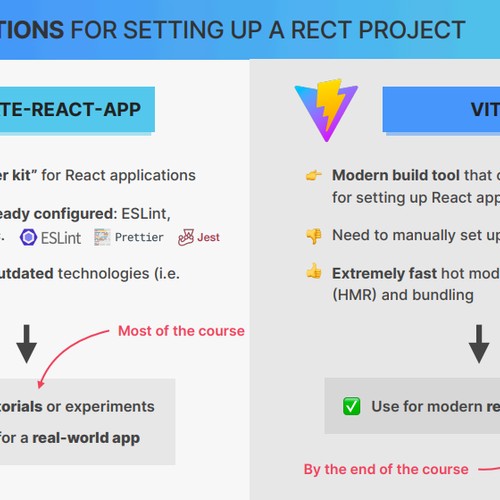 TIONS FOR SETTING UP A RECT PROJECT
TE-REACT-APP
er kit” for React applications
eady configured: ESLint,
. ESLint Prettier Jest
utdated technologies (i.e.
Most of the course
torials or experiments
for a real-world app
VIT
Modern build tool that
for setting up React app
Need to manually set up
Extremely fast hot mod
(HMR) and bundling
Use for modern re
By the end of the course